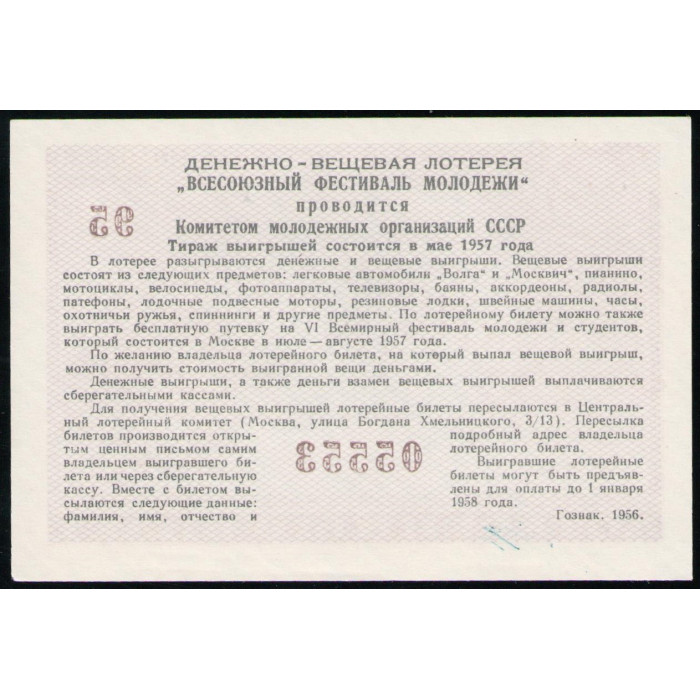 ДЕНЕЖНО - ВЕЩЕВАЯ ЛОТЕРЕЯ
„ВСЕСОЮЗНЫЙ ФЕСТИВАЛЬ МОЛОДЕЖИ“
проводится
Комитетом молодежных организаций СССР
Тираж выигрышей состоится в мае 1957 года
В лотерее разыгрываются денежные и вещевые выигрыши. Вещевые выигрыши
состоят из следующих предметов: легковые автомобили „Волга“ и „Москвич“, пианино,
мотоциклы, велосипеды, фотоаппараты, телевизоры, баяны, аккордеоны, радиолы,
патефоны, лодочные подвесные моторы, резиновые лодки, швейные машины, часы,
охотничьи ружья, спиннинги и другие предметы. По лотерейному билету можно также
выиграть бесплатную путевку на VI Всемирный фестиваль молодежи и студентов,
который состоится в Москве в июле—августе 1957 года.
По желанию владельца лотерейного билета, на который выпал вещевой выигрыш,
можно получить стоимость выигранной вещи деньгами.
Денежные выигрыши, а также деньги взамен вещевых выигрышей выплачиваются
сберегательными кассами.
Для получения вещевых выигрышей лотерейные билеты пересылаются в Централь-
ный лотерейный комитет (Москва, улица Богдана Хмельницкого, 3/13). Пересылка
билетов производится откры-
тым ценным письмом самим
владельцем выигравшего би-
лета или через сберегательную
кассу. Вместе с билетом вы-
сылаются следующие данные:
фамилия, имя, отчество и
подробный адрес владельца
лотерейного билета.
Выигравшие лотерейные
билеты могут быть предъяв-
лены для оплаты до 1 января
1958 года.
Гознак. 1956.